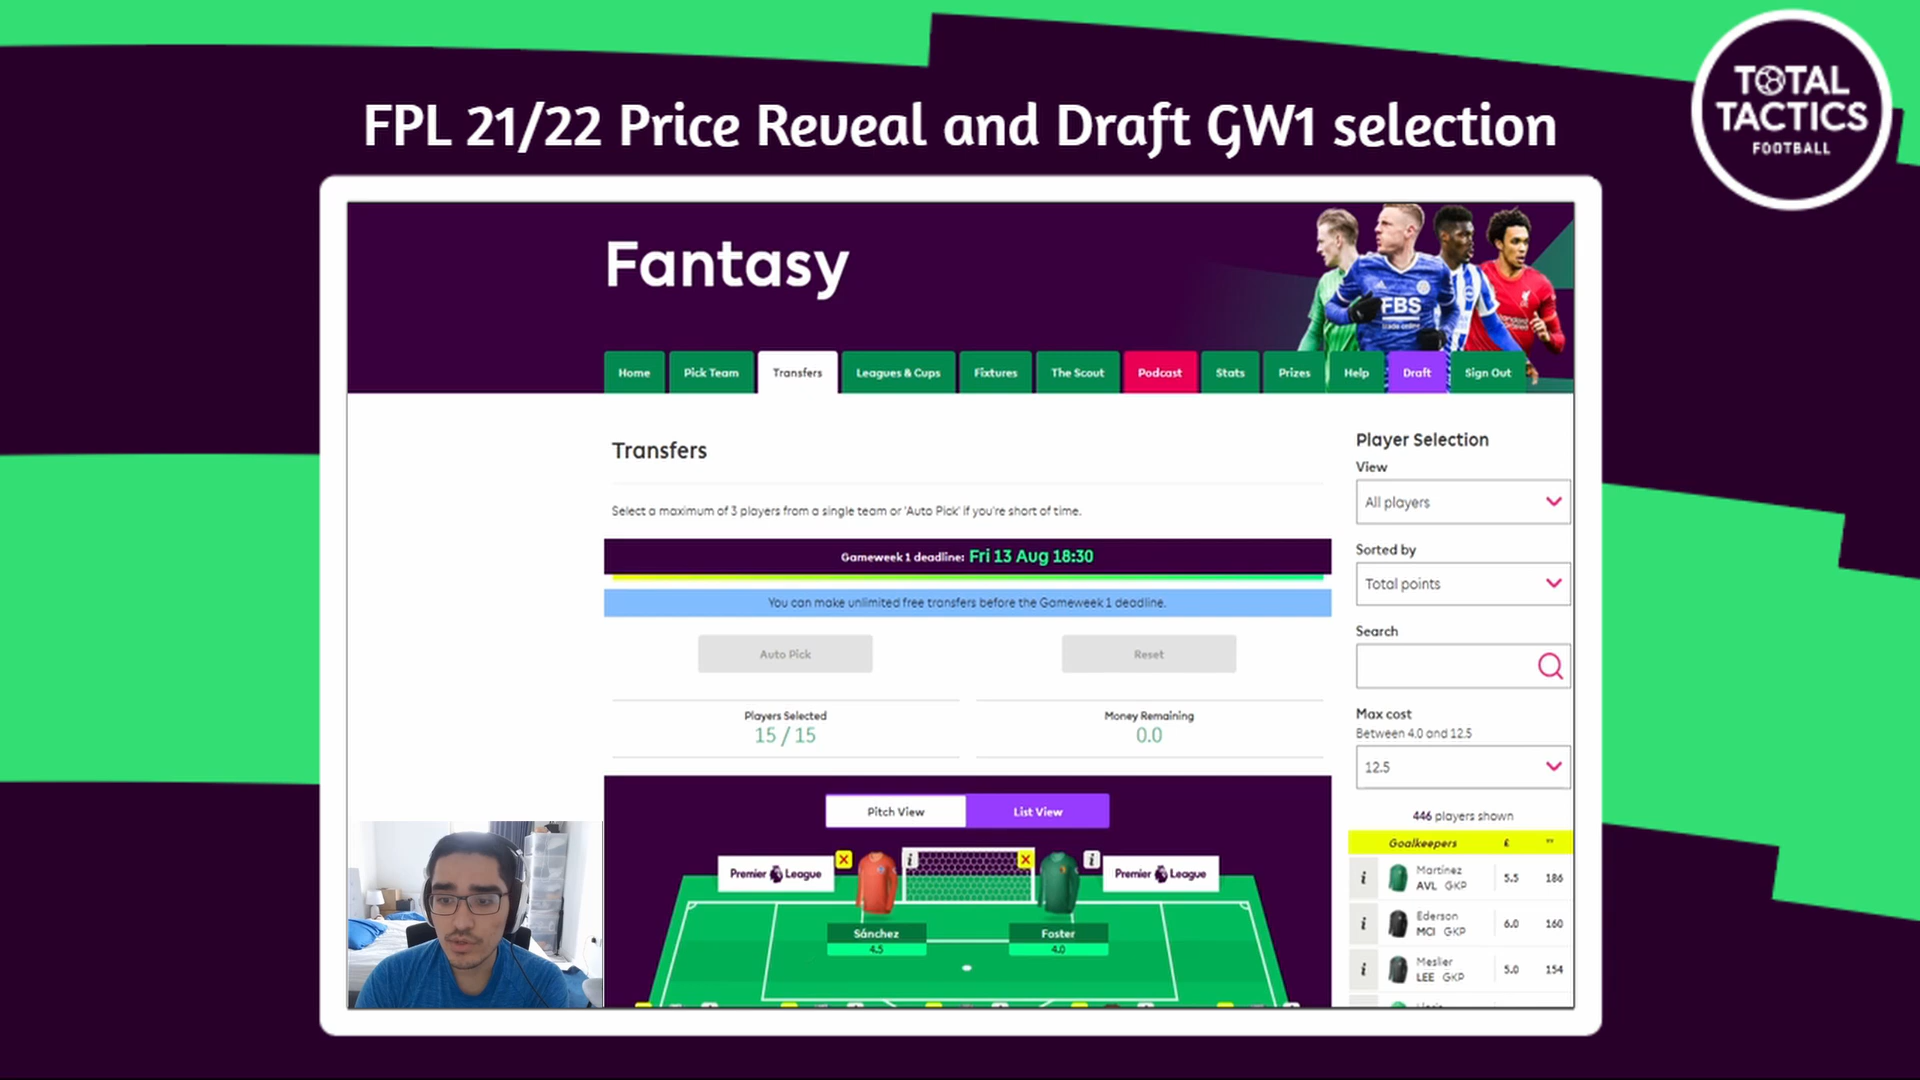 FPL 21/22 Price Reveal and Draft GW1 selection
TOTAL
TACTICS
FOOTBALL
Fantasy
FBS
Home
Pick Team
Transfers
Leagues & Cups
Fixtures
The Scout
Podcast
Stats
Prizes
Help
Draft
Sign Out
Transfers
Select a maximum of 3 players from a single team or 'Auto Pick' if you're short of time.
Gameweek 1 deadline: Fri 13 Aug 18:30
You can make unlimited free transfers before the Gameweek 1 deadline.
Auto Pick
Reset
Players Selected
15 / 15
Money Remaining
0.0
Pitch View
List View
Premier League
Premier League
Sánchez
4.5
Foster
4.0
Player Selection
View
All players
Sorted by
Total points
Search
Max cost
Between 4.0 and 12.5
12.5
446 players shown
Goalkeepers £
Martínez 5.5 186
AVL GKP
Ederson 6.0 160
MCI GKP
Meslier 5.0 154
LEE GKP